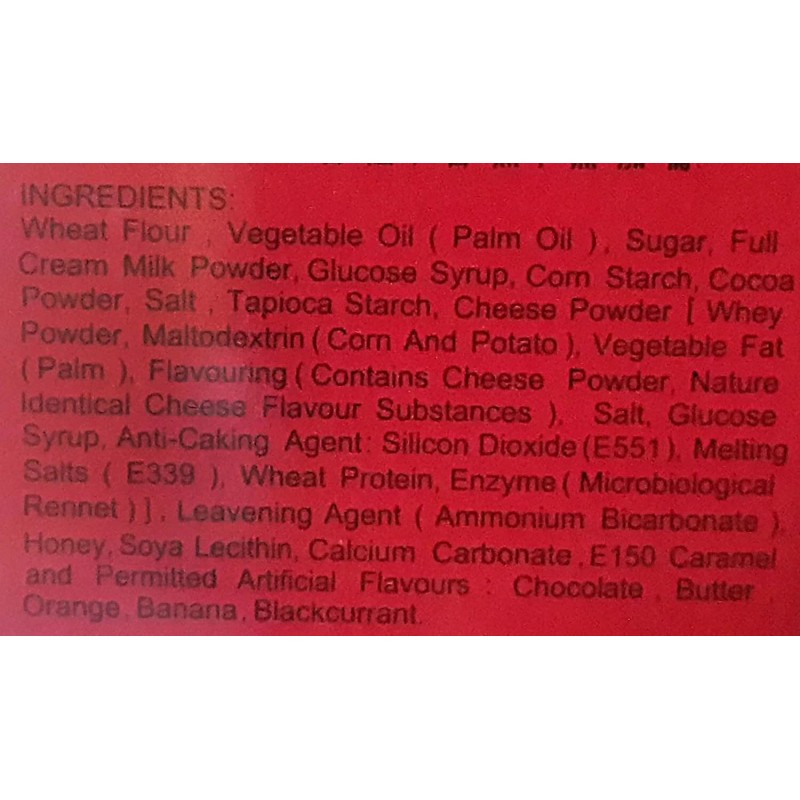 INGREDIENTS:
Wheat Flour , Vegetable Oil ( Palm Oil ), Sugar, Full
Cream Milk Powder, Glucose Syrup, Corn Starch, Cocoa
Powder, Salt , Tapioca Starch, Cheese Powder [ Whey
Powder, Maltodextrin ( Corn And Potato ), Vegetable Fat
( Palm ), Flavouring ( Contains Cheese Powder, Nature
Identical Cheese Flavour Substances ), Salt, Glucose
Syrup, Anti-Caking Agent: Silicon Dioxide (E551), Melting
Salts ( E339 ), Wheat Protein, Enzyme ( Microbiological
Rennet ) ] , Leavening Agent ( Ammonium Bicarbonate ),
Honey, Soya Lecithin, Calcium Carbonate , E150 Caramel
and Permitted Artificial Flavours : Chocolate , Butter ,
Orange, Banana , Blackcurrant.